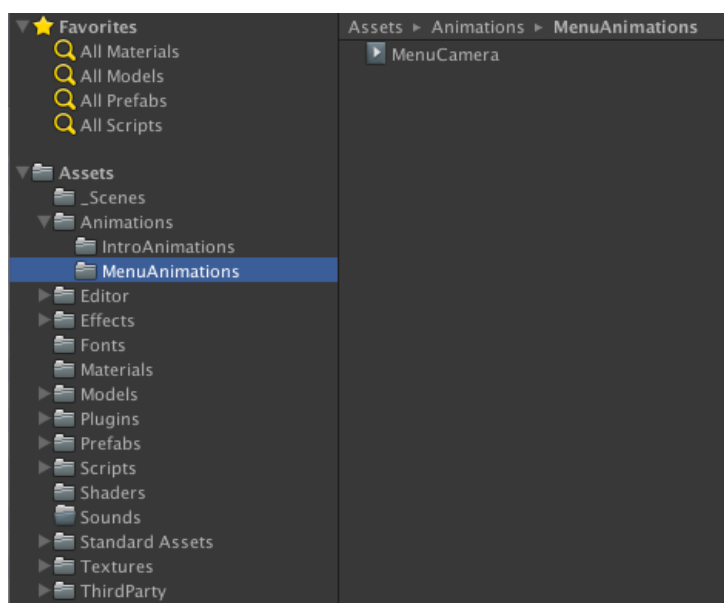 Favorites
All Materials
All Models
All Prefabs
All Scripts
Assets
_Scenes
Animations
IntroAnimations
MenuAnimations
Editor
Effects
Fonts
Materials
Models
Plugins
Prefabs
Scripts
Shaders
Sounds
Standard Assets
Textures
ThirdParty
Assets ▸ Animations ▸ MenuAnimations
MenuCamera